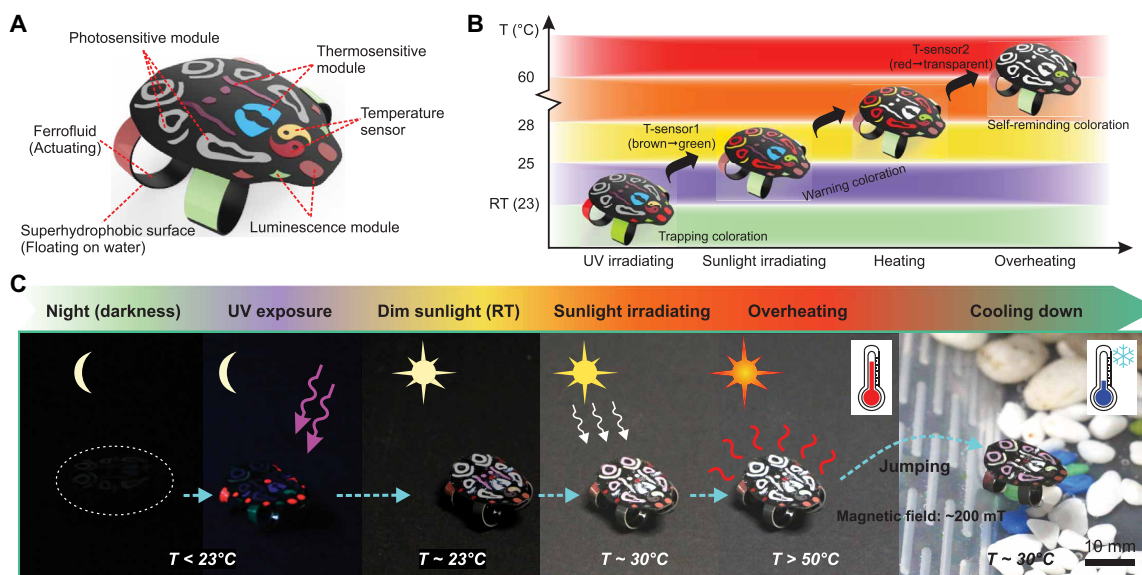 A
Photosensitive module
Thermosensitive
module
Temperature
sensor
Ferrofluid
(Actuating)
Superhydrophobic surface
(Floating on water)
Luminescence module
B
T (°C)
60
28
25
RT (23)
T-sensor2
(red→transparent)
T-sensor1
(brown→green)
Self-reminding coloration
Warning coloration
Trapping coloration
UV irradiating
Sunlight irradiating
Heating
Overheating
C
Night (darkness)
UV exposure
Dim sunlight (RT)
Sunlight irradiating
Overheating
Cooling down
Jumping
Magnetic field: ~200 mT
T < 23°C
T ~ 23°C
T ~ 30°C
T > 50°C
T ~ 30°C
10 mm